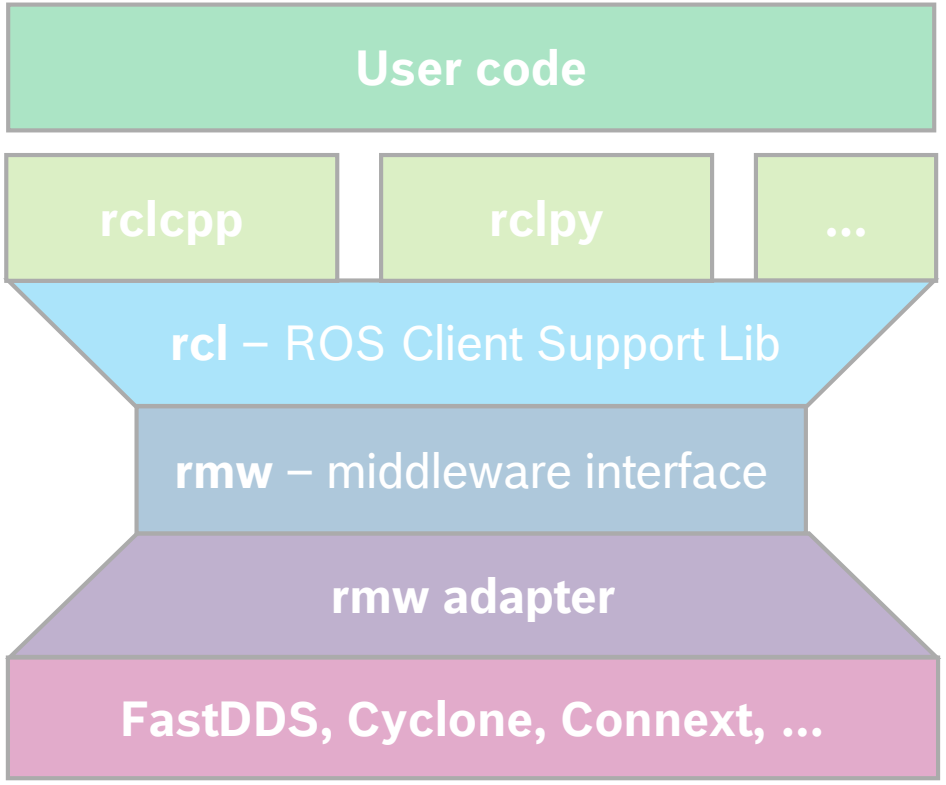 User code
rclcpp
rclpy
...
rcl – ROS Client Support Lib
rmw – middleware interface
rmw adapter
FastDDS, Cyclone, Connext, ...